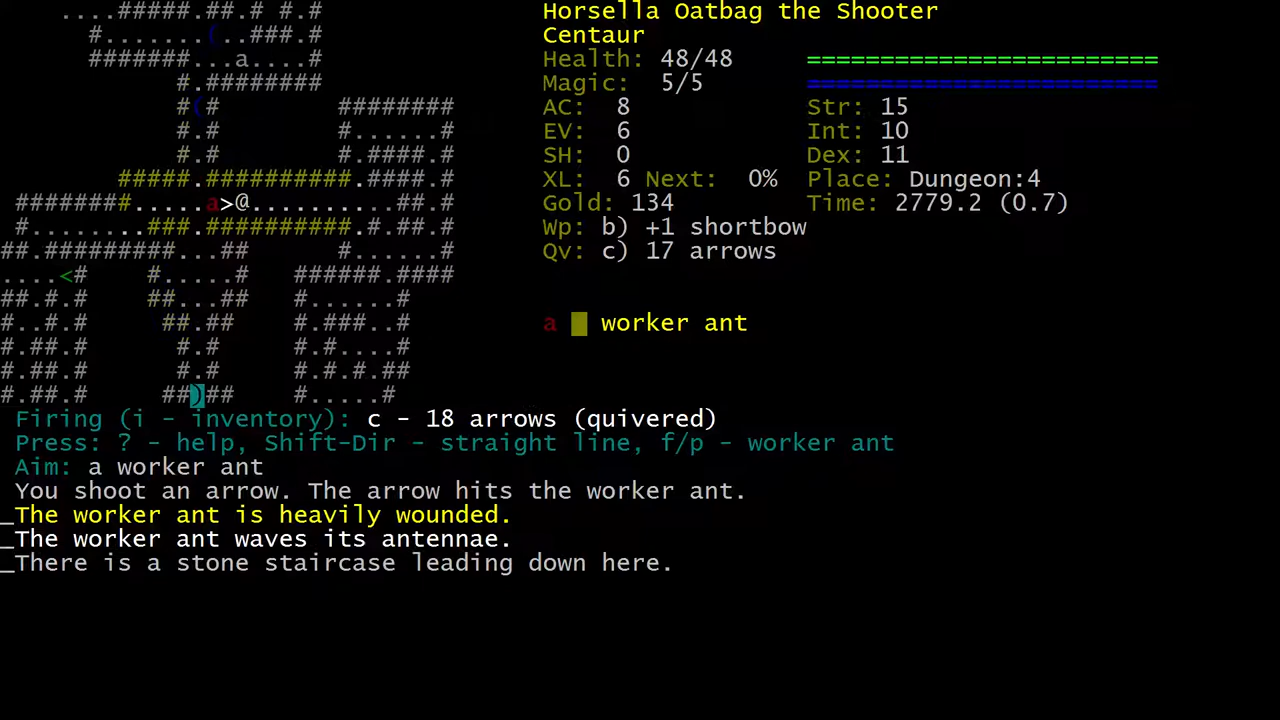 ....#####.##.# #.#
#.......(..###.#
#######...a....#
#.########
#(# ########
#.# #......#
#.# #.####.#
#####.##########.####.#
########.....a>@..........##.#
#........###.##########.#.##.#
##.#########...## #......#
....<# #.....# ######.####
##.#.# ##...## #......#
#..#.# ##.## #.###..#
#.##.# #.# #.#....#
#.##.# #.# #.#.#.##
#.##.# ##)## #.....#
Horsella Oatbag the Shooter
Centaur
Health: 48/48 ========================
Magic: 5/5 ========================
AC: 8 Str: 15
EV: 6 Int: 10
SH: 0 Dex: 11
XL: 6 Next: 0% Place: Dungeon:4
Gold: 134 Time: 2779.2 (0.7)
Wp: b) +1 shortbow
Qv: c) 17 arrows
a worker ant
Firing (i - inventory): c - 18 arrows (quivered)
Press: ? - help, Shift-Dir - straight line, f/p - worker ant
Aim: a worker ant
You shoot an arrow. The arrow hits the worker ant.
_The worker ant is heavily wounded.
_The worker ant waves its antennae.
_There is a stone staircase leading down here.